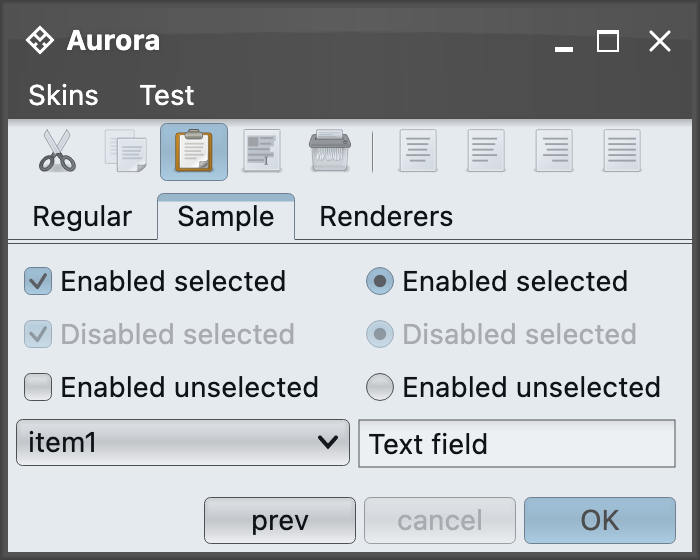 Aurora
Skins Test
Regular Sample Renderers
Enabled selected Enabled selected
Disabled selected Disabled selected
Enabled unselected Enabled unselected
item1 Text field
prev cancel OK